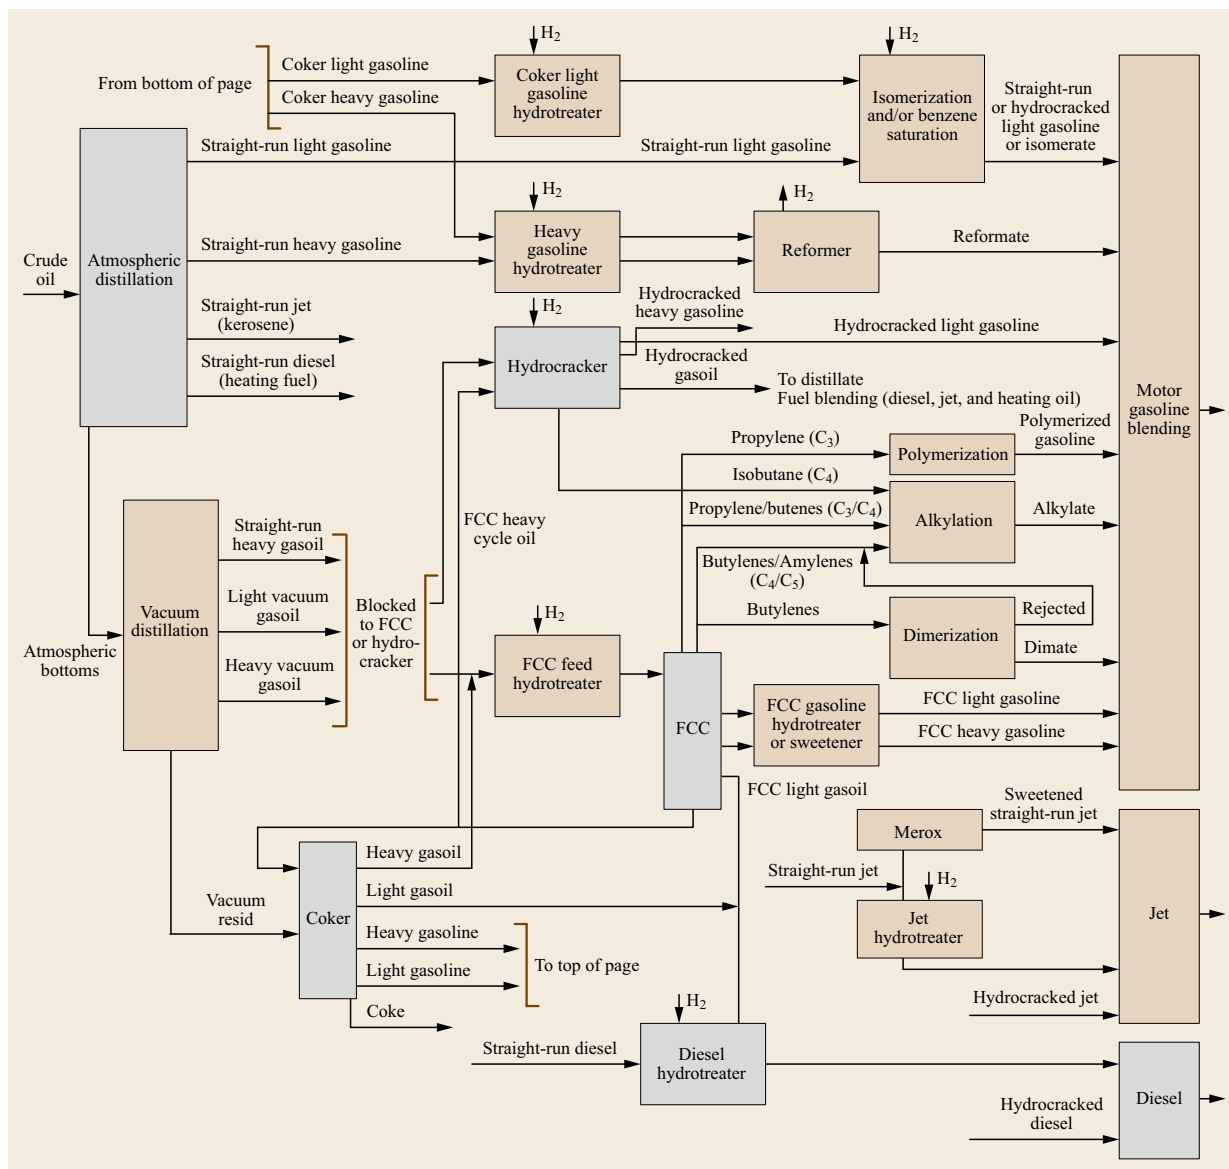 H2
H2
From bottom of page
Coker light gasoline
Coker heavy gasoline
Coker light
gasoline
hydrotreater
Isomerization
and/or benzene
saturation
Straight-run
or hydrocracked
light gasoline
or isomerate
Straight-run light gasoline
Straight-run light gasoline
H2
H2
Crude
oil
Atmospheric
distillation
Straight-run heavy gasoline
Heavy
gasoline
hydrotreater
Reformer
Reformate
Straight-run jet
(kerosene)
H2
Hydrocracked
heavy gasoline
Hydrocracked light gasoline
Straight-run diesel
(heating fuel)
Hydrocracker
Hydrocracked
gasoil
To distillate
Fuel blending (diesel, jet, and heating oil)
Motor
gasoline
blending
Propylene (C3)
Polymerization
Polymerized
gasoline
Isobutane (C4)
Propylene/butenes (C3/C4)
Alkylation
Alkylate
FCC heavy
cycle oil
Butylenes/Amylenes
(C4/C5)
Butylenes
Dimerization
Rejected
Dimate
Straight-run
heavy gasoil
Light vacuum
gasoil
Heavy vacuum
gasoil
Vacuum
distillation
Atmospheric
bottoms
Blocked
to FCC
or hydro-
cracker
H2
FCC feed
hydrotreater
FCC
FCC gasoline
hydrotreater
or sweetener
FCC light gasoline
FCC heavy gasoline
FCC light gasoil
Merox
Sweetened
straight-run jet
Straight-run jet
H2
Jet
hydrotreater
Jet
Hydrocracked jet
Vacuum
resid
Coker
Heavy gasoil
Light gasoil
Heavy gasoline
Light gasoline
To top of page
Coke
H2
Straight-run diesel
Diesel
hydrotreater
Diesel
Hydrocracked
diesel